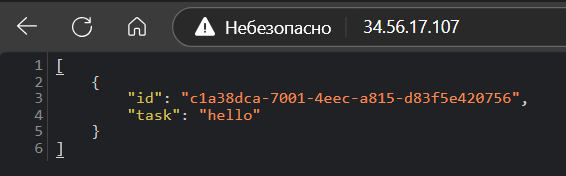 Небезопасно 34.56.17.107
1 [
2 {
3 "id": "c1a38dca-7001-4eec-a815-d83f5e420756",
4 "task": "hello"
5 }
6 ]